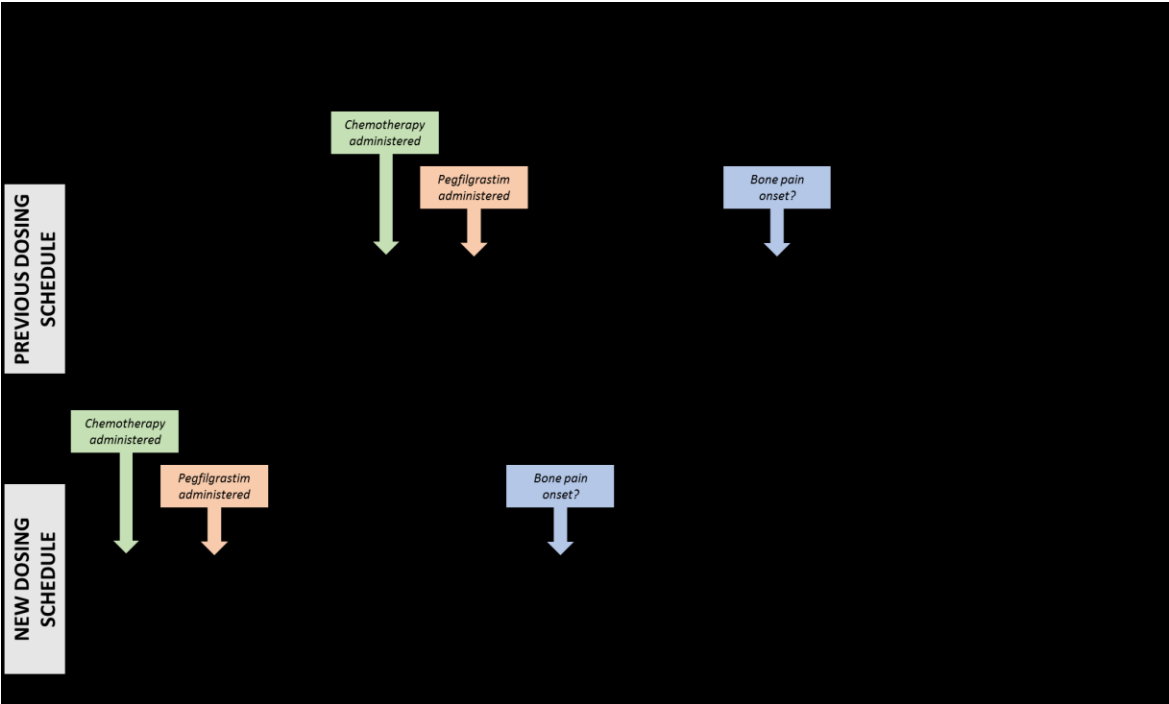 Chemotherapy
administered
Pegfilgrastim
administered
Bone pain
onset?
PREVIOUS DOSING
SCHEDULE
Chemotherapy
administered
Pegfilgrastim
administered
Bone pain
onset?
NEW DOSING
SCHEDULE